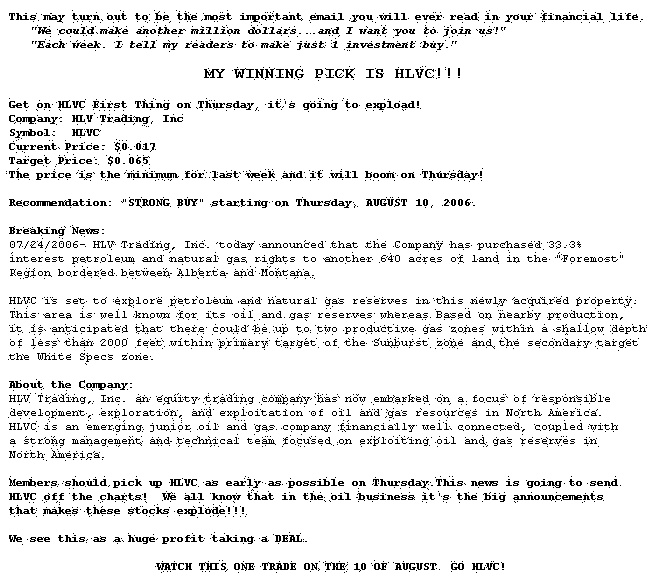 This may turn out to be the most important email you will ever read in your financial life.
"We could make another million dollars...and I want you to join us!"
"Each week. I tell my readers to make just 1 investment buy."
MY WINNING PICK IS HLVC!!!
Get on HLVC First Thing on Thursday, it's going to expload!
Company: HLV Trading, Inc
Symbol: HLVC
Current Price: $0.017
Target Price: $0.065
The price is the minimum for last week and it will boom on Thursday!
Recommendation: "STRONG BUY" starting on Thursday, AUGUST 10, 2006.
Breaking News:
07/24/2006- HLV Trading, Inc. today announced that the Company has purchased 33.3%
interest petroleum and natural gas rights to another 640 acres of land in the "Foremost"
Region bordered between Alberta and Montana.
HLVC is set to explore petroleum and natural gas reserves in this newly acquired property.
This area is well known for its oil and gas reserves whereas Based on nearby production,
it is anticipated that there could be up to two productive gas zones within a shallow depth
of less than 2000 feet within primary target of the Sunburst zone and the secondary target
the White Specs zone.
About the Company:
HLV Trading, Inc. an equity trading company has now embarked on a focus of responsible
development, exploration, and exploitation of oil and gas resources in North America.
HLVC is an emerging junior oil and gas company financially well connected, coupled with
a strong management and technical team focused on exploiting oil and gas reserves in
North America.
Members should pick up HLVC as early as possible on Thursday.This news is going to send
HLVC off the charts! We all know that in the oil business it's the big announcements
that makes these stocks explode!!!
We see this as a huge profit taking a DEAL.
WATCH THIS ONE TRADE ON THE 10 OF AUGUST. GO HLVC!